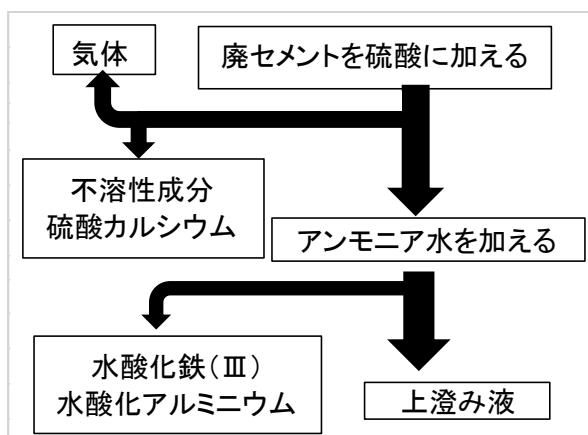 気体
廃セメントを硫酸に加える
不溶性成分
硫酸カルシウム
アンモニア水を加える
水酸化鉄(Ⅲ)
水酸化アルミニウム
上澄み液